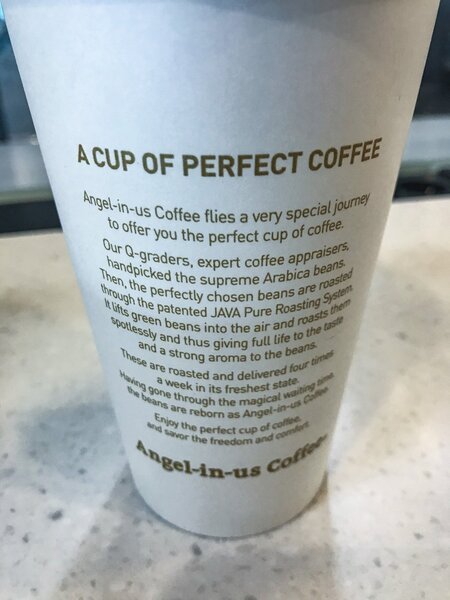 A CUP OF PERFECT COFFEE
Angel-in-us Coffee flies a very special journey
to offer you the perfect cup of coffee.
Our Q-graders, expert coffee appraisers,
handpicked the supreme Arabica beans.
Then, the perfectly chosen beans are roasted
through the patented JAVA Pure Roasting System.
It lifts green beans into the air and roasts them
spotlessly and thus giving full life to the taste
and a strong aroma to the beans.
These are roasted and delivered four times
a week in its freshest state.
Having gone through the magical waiting time,
the beans are reborn as Angel-in-us Coffee.
Enjoy the perfect cup of coffee,
and savor the freedom and comfort.
Angel-in-us Coffee